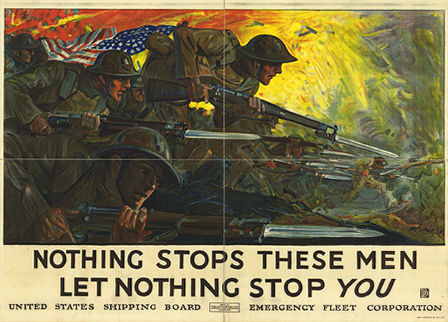 NOTHING STOPS THESE MEN
LET NOTHING STOP YOU
UNITED STATES SHIPPING BOARD EMERGENCY FLEET CORPORATION